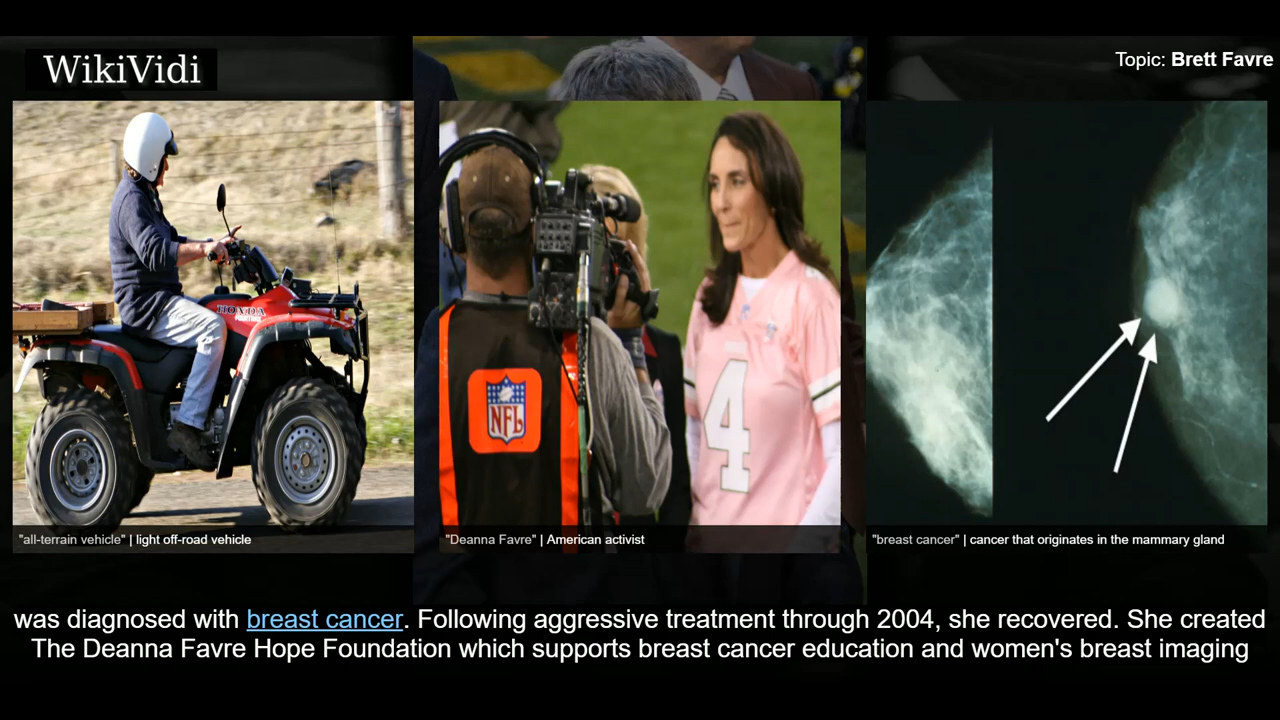 WikiVidi
Topic: Brett Favre
HONDA
NFL
4
"all-terrain vehicle" | light off-road vehicle
"Deanna Favre" | American activist
"breast cancer" | cancer that originates in the mammary gland
was diagnosed with breast cancer. Following aggressive treatment through 2004, she recovered. She created
The Deanna Favre Hope Foundation which supports breast cancer education and women's breast imaging